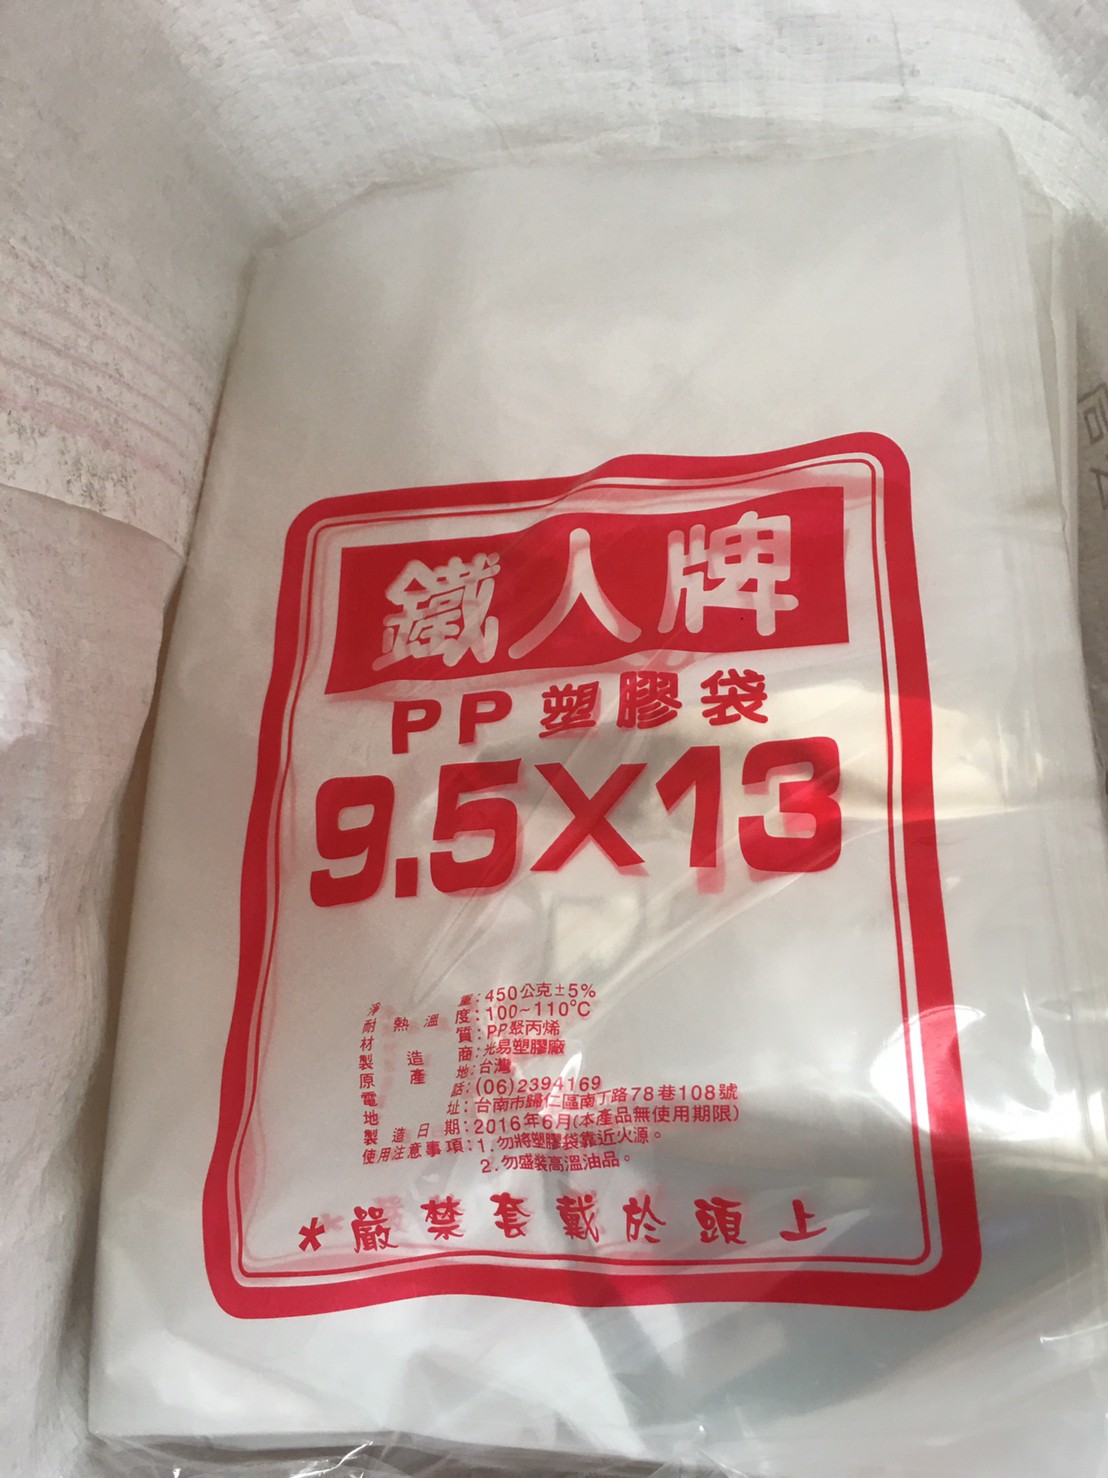 鐵人牌
PP塑膠袋
9.5X13
淨重:450公克±5%
耐熱溫度:100~110°C
材質:PP聚丙烯
製造商:光易塑膠廠
原產地:台灣
電話:(06)2394169
地址:台南市歸仁區南丁路78巷108號
製造日期:2016年6月(本產品無使用期限)
使用注意事項:1.勿將塑膠袋靠近火源。
2.勿盛裝高溫油品。
*嚴禁套戴於頭上